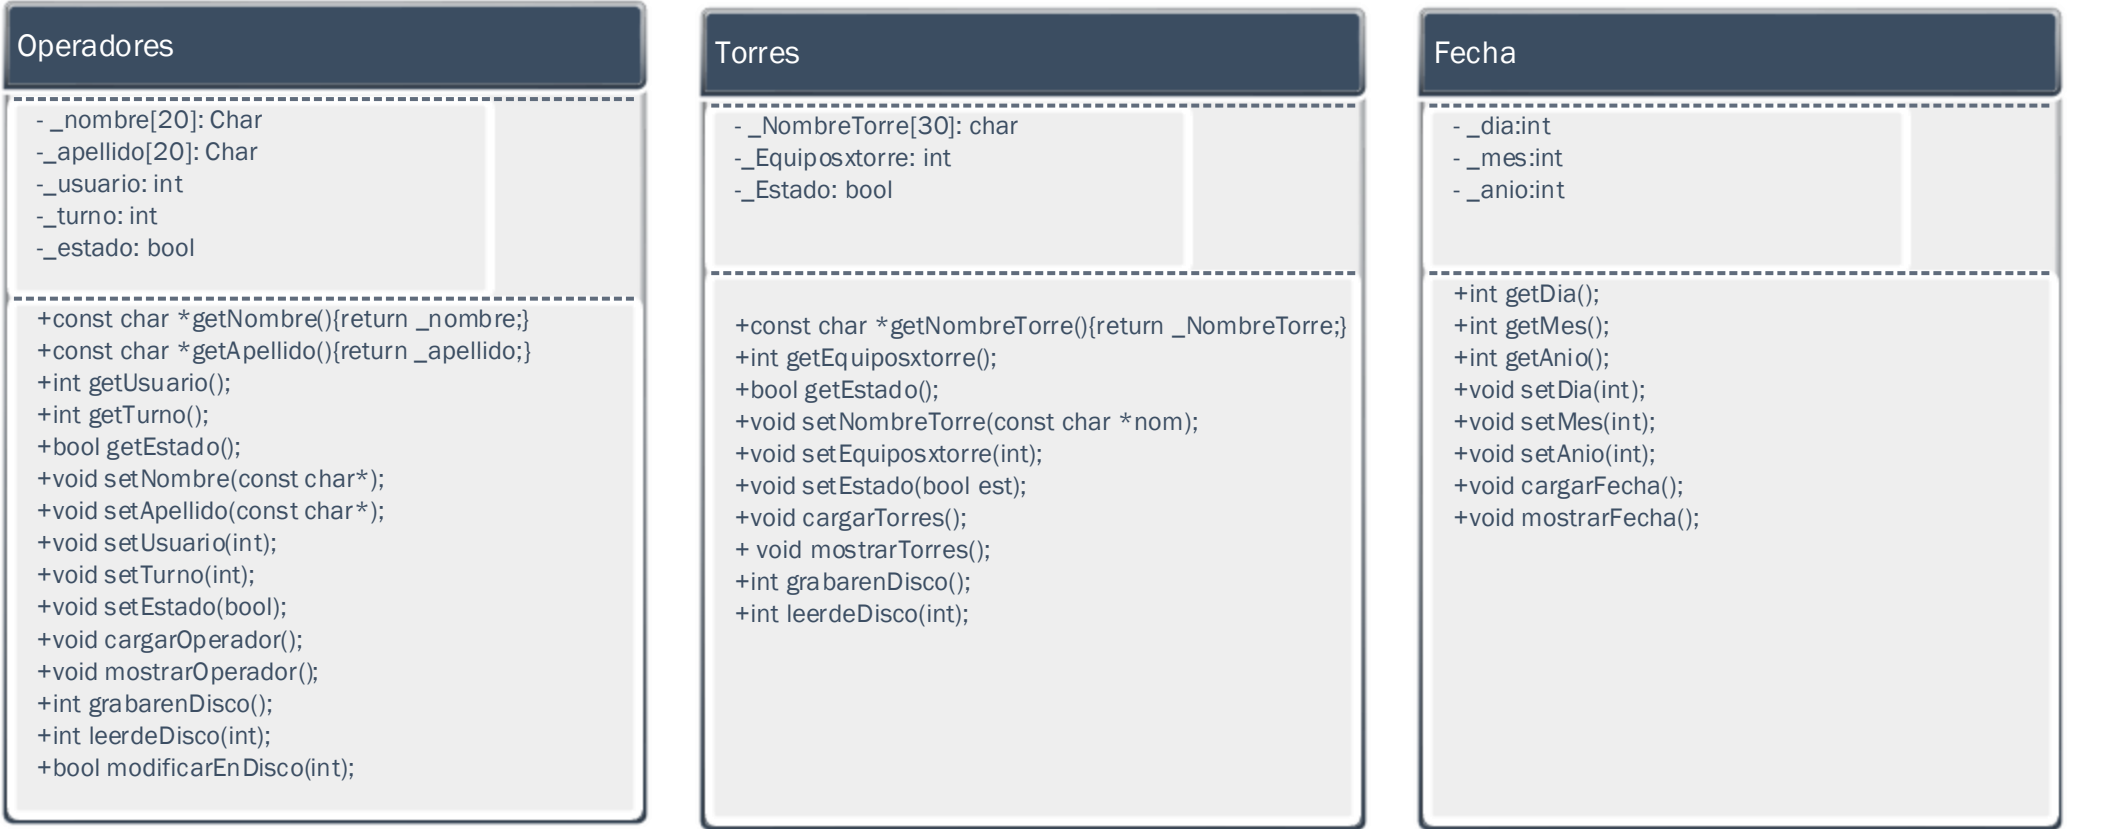 Operadores
- _nombre[20]: Char
-_apellido[20]: Char
-_usuario: int
-_turno: int
-_estado: bool
+const char *getNombre(){return _nombre;}
+const char *getApellido(){return _apellido;}
+int getUsuario();
+int getTurno();
+bool getEstado();
+void setNombre(const char*);
+void setApellido(const char*);
+void setUsuario(int);
+void setTurno(int);
+void setEstado(bool);
+void cargarOperador();
+void mostrarOperador();
+int grabarenDisco();
+int leerdeDisco(int);
+bool modificarEnDisco(int);
Torres
- _NombreTorre[30]: char
-_Equiposxtorre: int
-_Estado: bool
+const char *getNombreTorre(){return _NombreTorre;}
+int getEquiposxtorre();
+bool getEstado();
+void setNombreTorre(const char *nom);
+void setEquiposxtorre(int);
+void setEstado(bool est);
+void cargarTorres();
+ void mostrarTorres();
+int grabarenDisco();
+int leerdeDisco(int);
Fecha
- _dia:int
- _mes:int
- _anio:int
+int getDia();
+int getMes();
+int getAnio();
+void setDia(int);
+void setMes(int);
+void setAnio(int);
+void cargarFecha();
+void mostrarFecha();